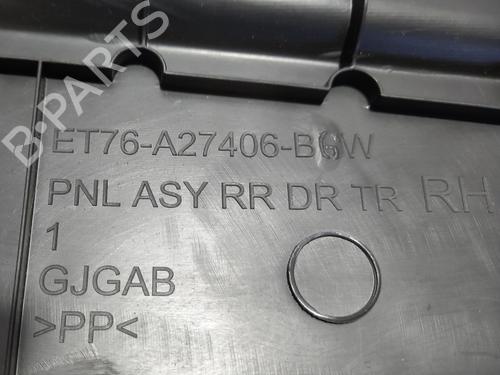 B-PARTS
ET76-A27406-BGW
PNL ASY RR DR TR RH
1
GJGAB
>PP<